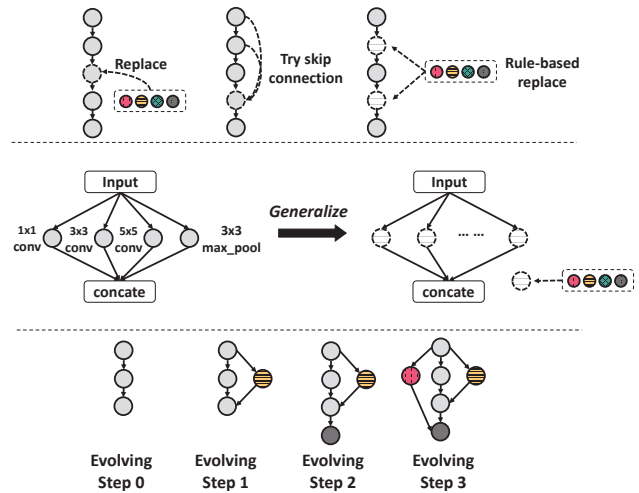 Replace
Try skip
connection
Rule-based
replace
Input
1x1
conv
3x3
conv
5x5
conv
3x3
max_pool
concate
Generalize
Input
... ...
concate
Evolving
Step 0
Evolving
Step 1
Evolving
Step 2
Evolving
Step 3